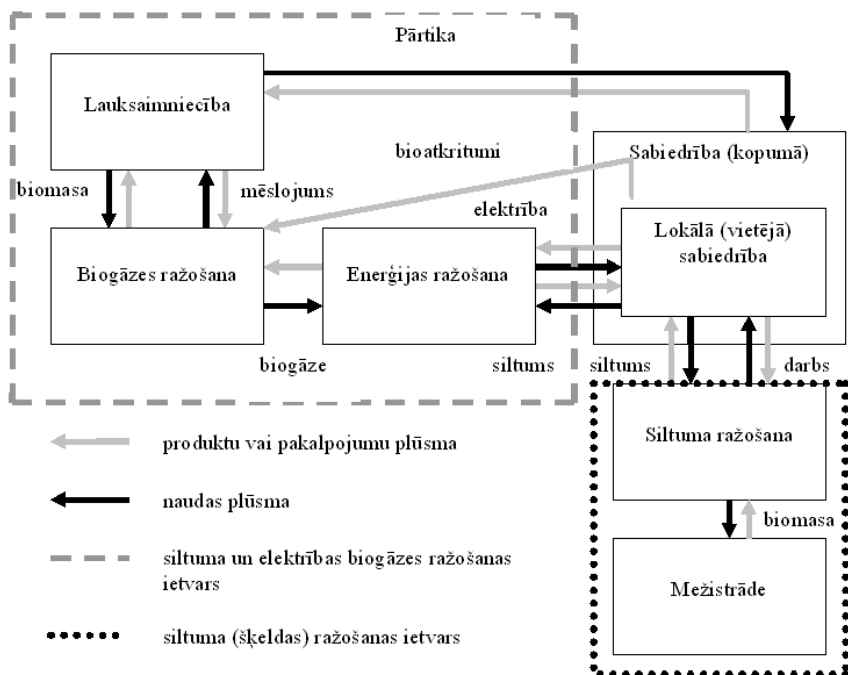 Pārtika
Lauksaimniecība
bioatkritumi
Sabiedrība (kopumā)
biomasa
mēslojums
elektrība
Lokālā (vietējā)
sabiedrība
Biogāzes ražošana
Enerģijas ražošana
biogāze
siltums
siltums
darbs
Siltuma ražošana
biomasa
Mežistrāde
produktu vai pakalpojumu plūsma
naudas plūsma
siltuma un elektrības biogāzes ražošanas
ietvars
siltuma (šķeldas) ražošanas ietvars